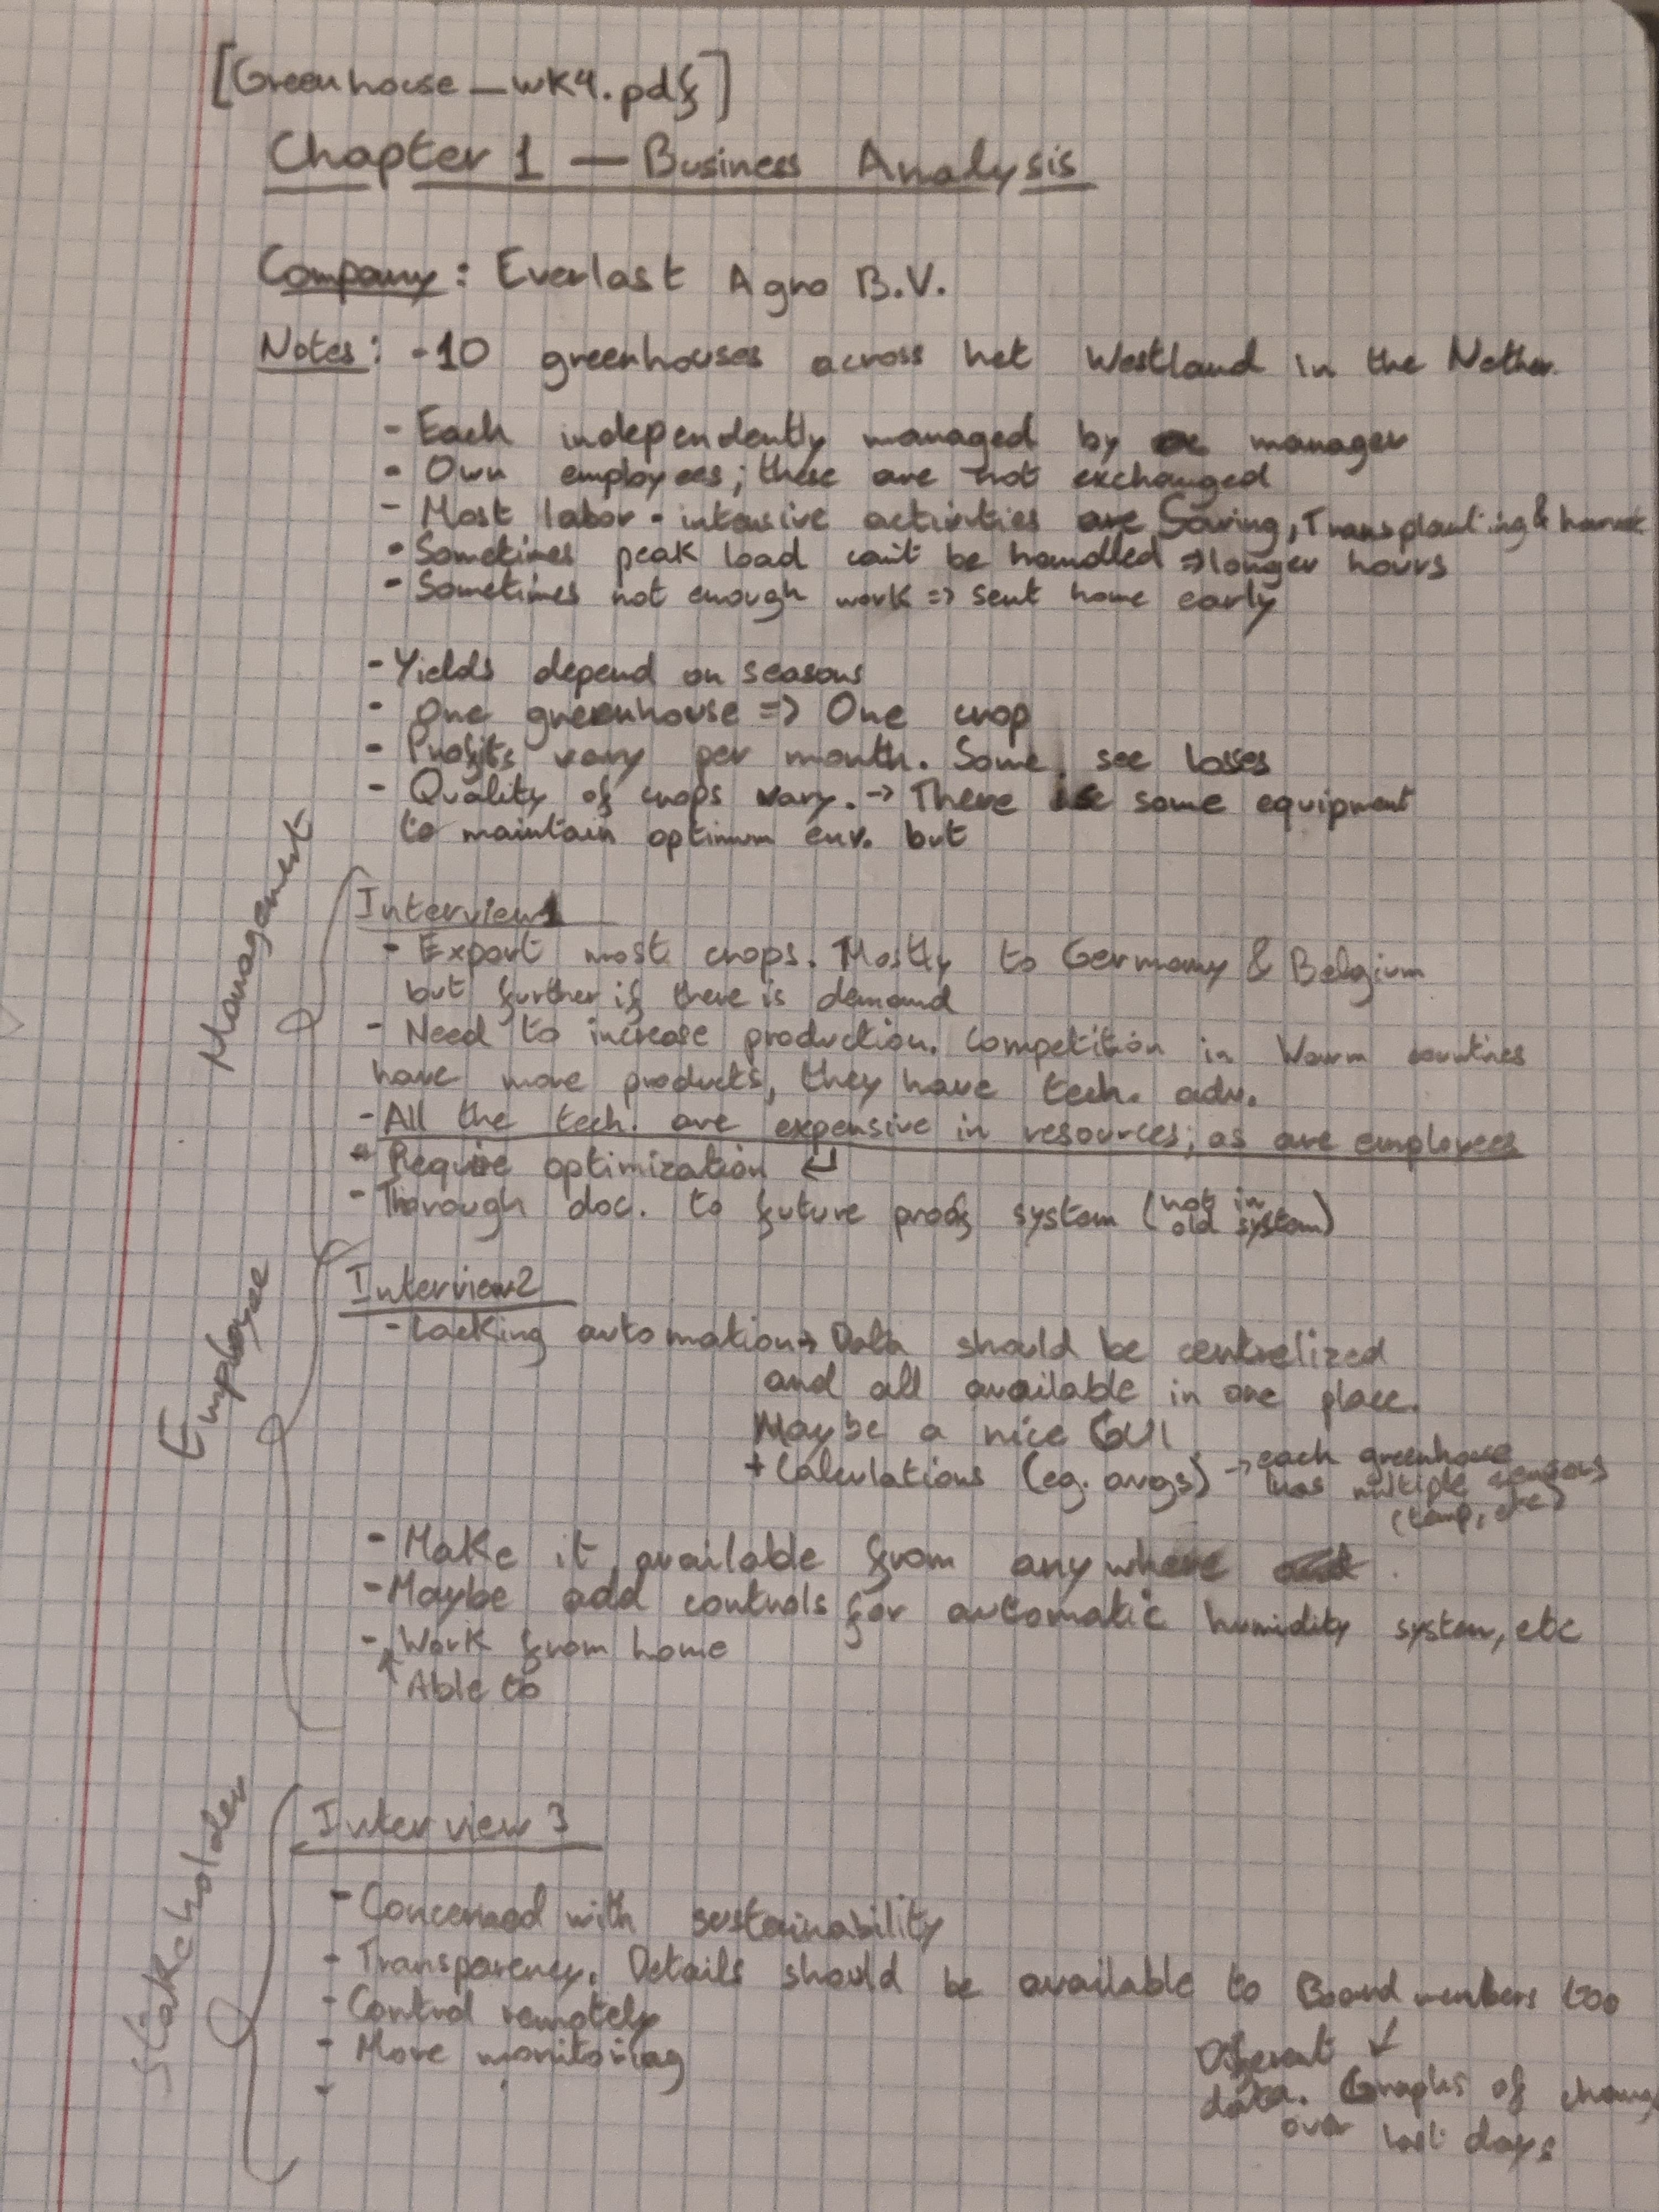 [Greenhouse_wk4.pdf]
Chapter 1 — Business Analysis
Company: Everlast Agro B.V.
Notes: - 10 greenhouses across het Westland in the Nether.
- Each independently managed by a manager
- Own employees; these are not exchanged
- Most labor-intensive activities are Sowing, Transplanting & harvest
- Sometimes peak load can't be handled => longer hours
- Sometimes not enough work => sent home early
- Yields depend on seasons
- One greenhouse => One crop
- Profits vary per month. Some see losses
- Quality of crops vary. -> There is some equipment
to maintain optimum env. but
Management
Interview 1
- Export most crops. Mostly to Germany & Belgium
but further if there is demand
- Need to increase production. Competition in Warm countries
have more products, they have tech. adv.
- All the tech. are expensive in resources; as are employees
- Require optimization ↵
- Thorough doc. to future proof system (not in
old system)
Employee
Interview 2
- Lacking automation -> Data should be centrelized
and all available in one place.
Maybe a nice GUI
+ Calculations (eg. avgs) -> each greenhouse
has multiple sensors
(temp, etc)
- Make it available from anywhere
- Maybe add controls for automatic humidity system, etc
- Work from home
↑ Able to
Stakeholder
Interview 3
- Concerned with sustainability
- Transparency. Details should be available to Board members too
- Control remotely
- More monitoring
-
Different ↙
data. Graphs of change
over last days